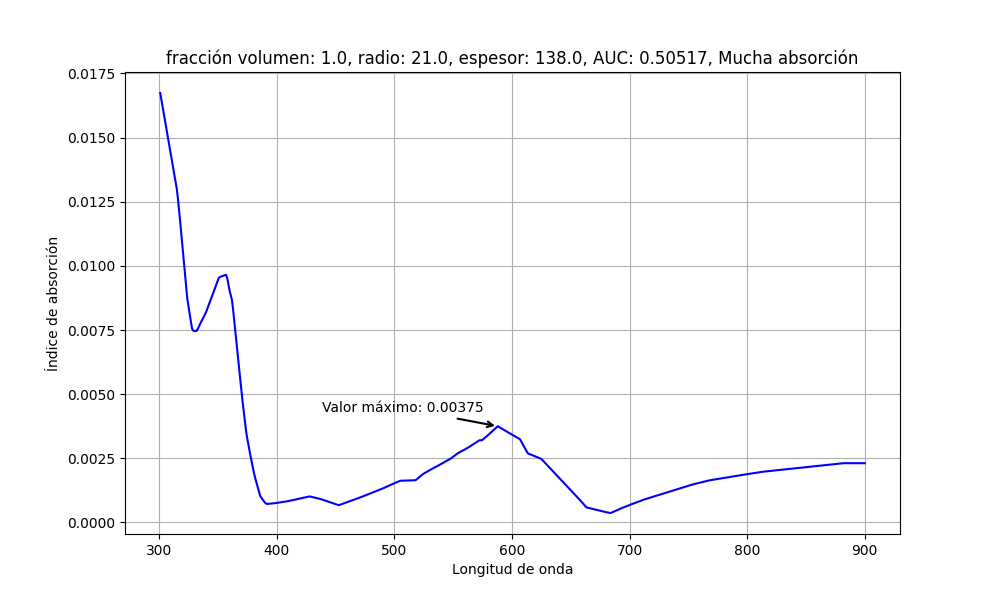 fracción volumen: 1.0, radio: 21.0, espesor: 138.0, AUC: 0.50517, Mucha absorción
0.0175
0.0150
0.0125
0.0100
0.0075
0.0050
0.0025
0.0000
Índice de absorción
Valor máximo: 0.00375
300 400 500 600 700 800 900
Longitud de onda